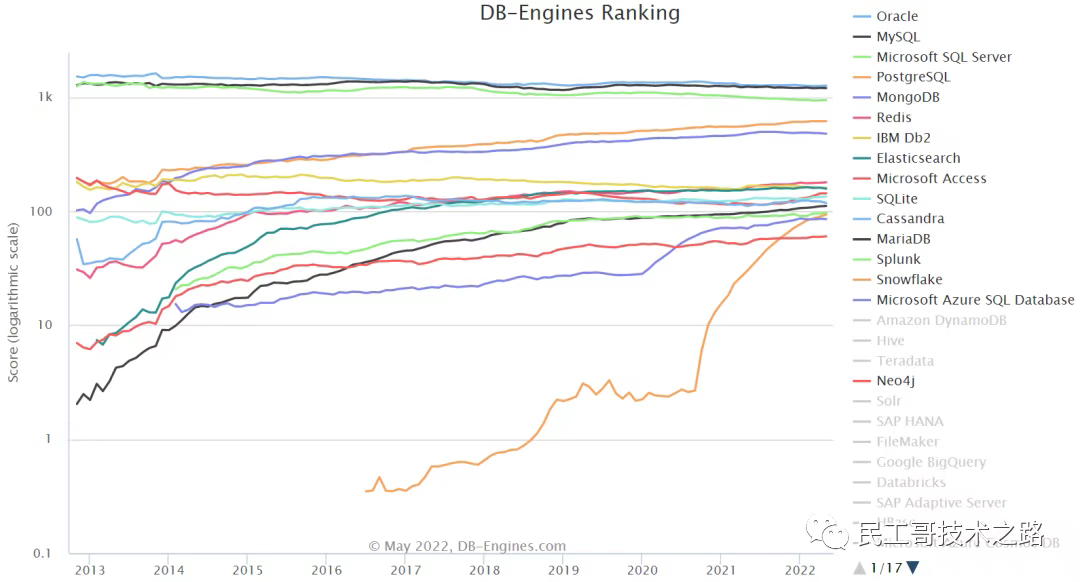 DB-Engines Ranking
Score (logarithmic scale)
1k
100
10
1
0.1
2013 2014 2015 2016 2017 2018 2019 2020 2021 2022
© May 2022, DB-Engines.com
Oracle
MySQL
Microsoft SQL Server
PostgreSQL
MongoDB
Redis
IBM Db2
Elasticsearch
Microsoft Access
SQLite
Cassandra
MariaDB
Splunk
Snowflake
Microsoft Azure SQL Database
Amazon DynamoDB
Hive
Teradata
Neo4j
Solr
SAP HANA
FileMaker
Google BigQuery
Databricks
SAP Adaptive Server
HBase
民工哥技术之路
1/17